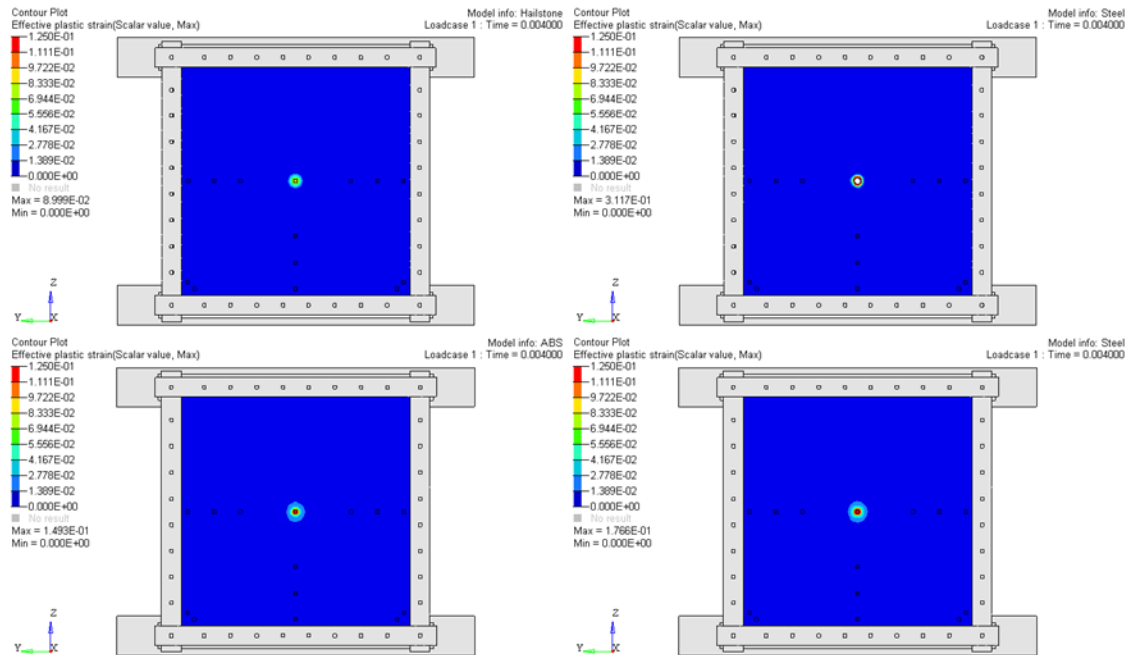 Contour Plot
Effective plastic strain(Scalar value, Max)
1.250E-01
1.111E-01
9.722E-02
8.333E-02
6.944E-02
5.556E-02
4.167E-02
2.778E-02
1.389E-02
0.000E+00
No result
Max = 8.999E-02
Min = 0.000E+00
Model info: Hailstone
Loadcase 1 : Time = 0.004000
Z
Y
X
Contour Plot
Effective plastic strain(Scalar value, Max)
1.250E-01
1.111E-01
9.722E-02
8.333E-02
6.944E-02
5.556E-02
4.167E-02
2.778E-02
1.389E-02
0.000E+00
No result
Max = 3.117E-01
Min = 0.000E+00
Model info: Steel
Loadcase 1 : Time = 0.004000
Z
Y
X
Contour Plot
Effective plastic strain(Scalar value, Max)
1.250E-01
1.111E-01
9.722E-02
8.333E-02
6.944E-02
5.556E-02
4.167E-02
2.778E-02
1.389E-02
0.000E+00
No result
Max = 1.493E-01
Min = 0.000E+00
Model info: ABS
Loadcase 1 : Time = 0.004000
Z
Y
X
Contour Plot
Effective plastic strain(Scalar value, Max)
1.250E-01
1.111E-01
9.722E-02
8.333E-02
6.944E-02
5.556E-02
4.167E-02
2.778E-02
1.389E-02
0.000E+00
No result
Max = 1.766E-01
Min = 0.000E+00
Model info: Steel
Loadcase 1 : Time = 0.004000
Z
Y
X